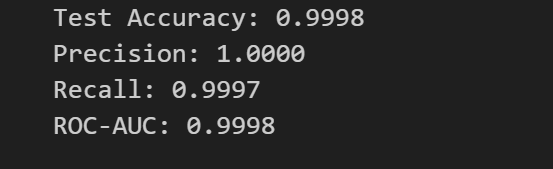 Test Accuracy: 0.9998
Precision: 1.0000
Recall: 0.9997
ROC-AUC: 0.9998